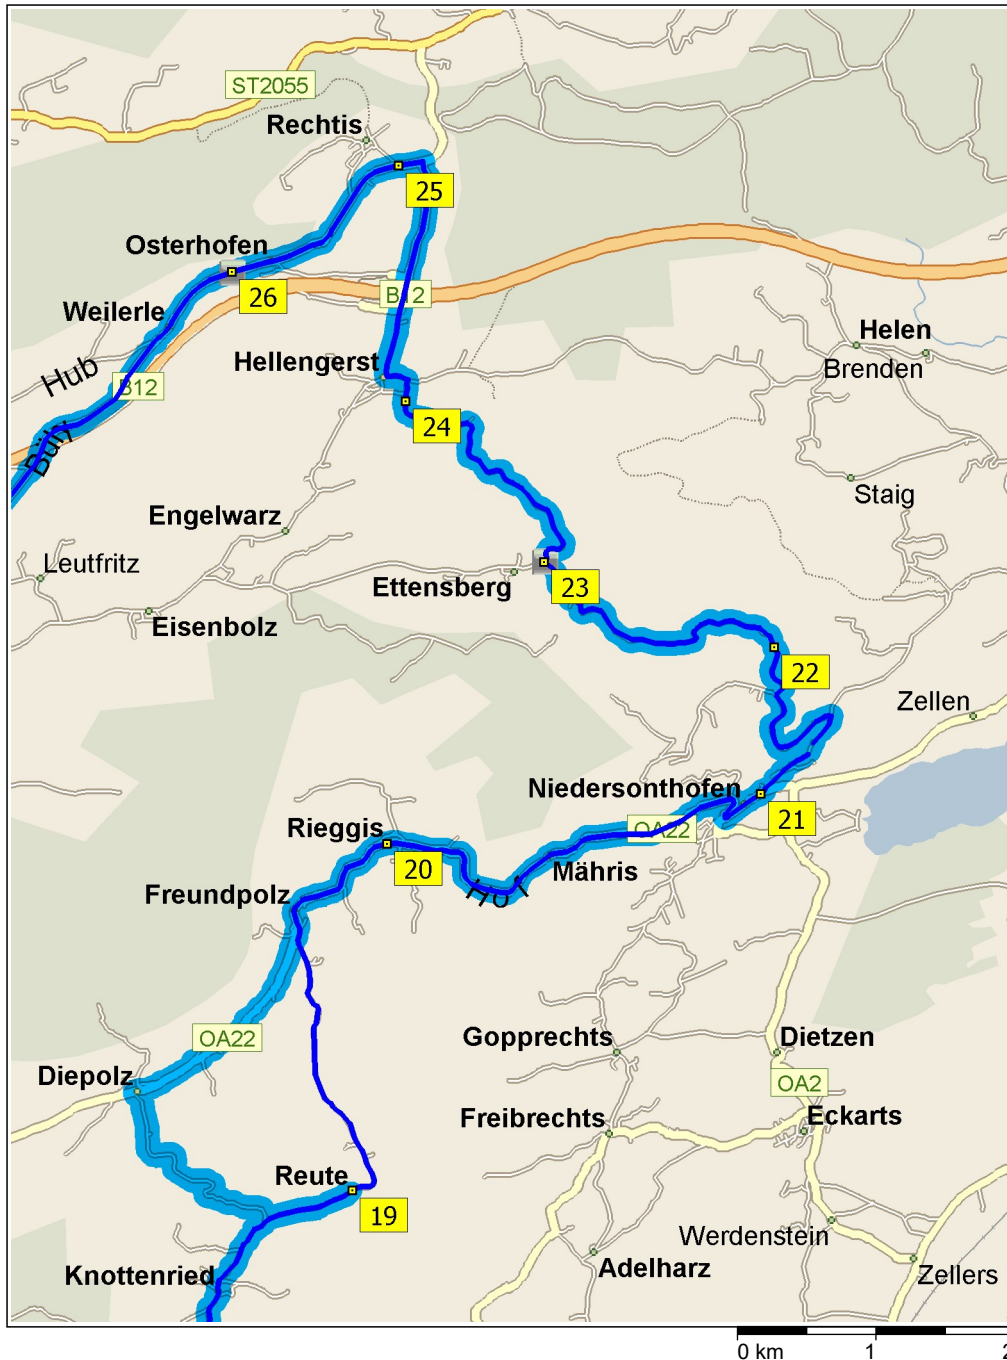 ST2055
Rechtis
25
Osterhofen
26
B12
Weilerle
Helen
Hellengerst
Brenden
Hub
B12
24
Staig
Engelwarz
Leutfritz
Ettensberg
23
Eisenbolz
22
Zellen
Niedersonthofen
21
Rieggis
OA22
20
Mähris
Freundpolz
Hof
OA22
Gopprechts
Dietzen
Diepolz
OA2
Freibrechts
Eckarts
Reute
19
Werdenstein
Knottenried
Adelharz
Zellers
0 km
1